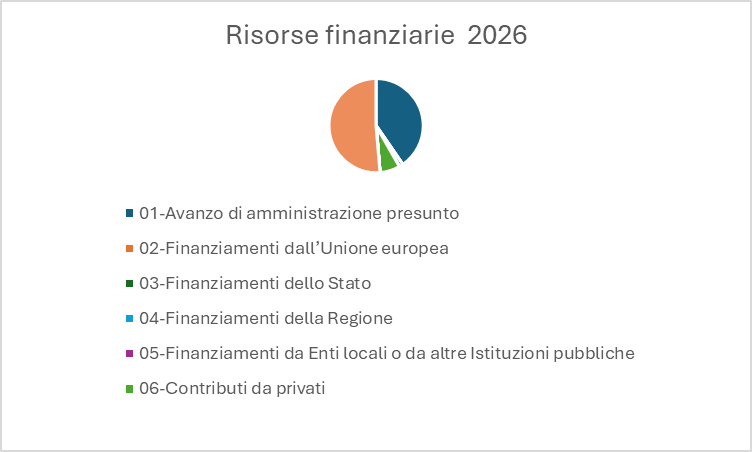 Risorse finanziarie  2026
01-Avanzo di amministrazione presunto
02-Finanziamenti dall’Unione europea
03-Finanziamenti dello Stato
04-Finanziamenti della Regione
05-Finanziamenti da Enti locali o da altre Istituzioni pubbliche
06-Contributi da privati